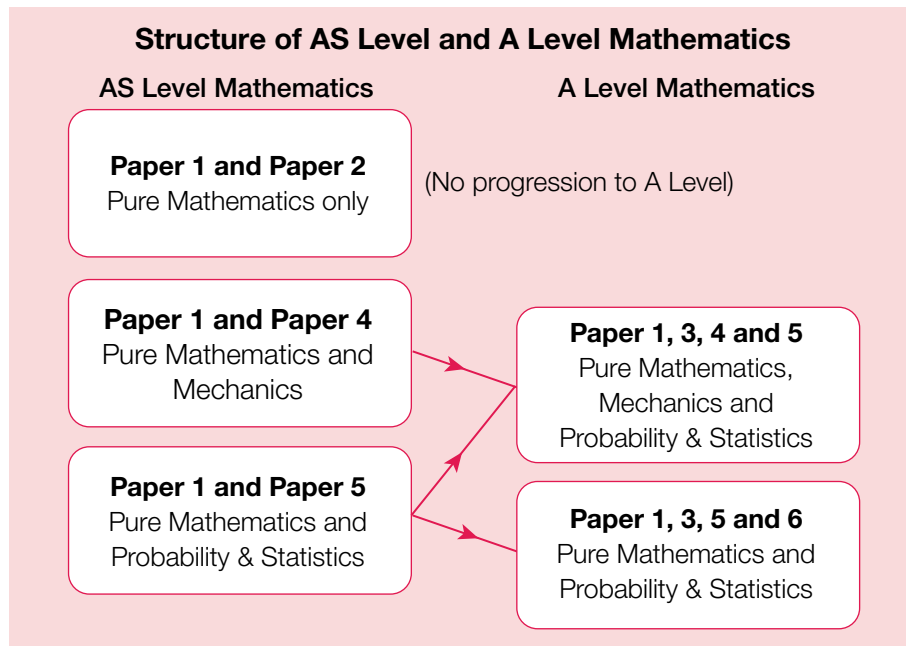 Structure of AS Level and A Level Mathematics
AS Level Mathematics
A Level Mathematics
Paper 1 and Paper 2
Pure Mathematics only
(No progression to A Level)
Paper 1 and Paper 4
Pure Mathematics and
Mechanics
Paper 1 and Paper 5
Pure Mathematics and
Probability & Statistics
Paper 1, 3, 4 and 5
Pure Mathematics,
Mechanics and
Probability & Statistics
Paper 1, 3, 5 and 6
Pure Mathematics and
Probability & Statistics